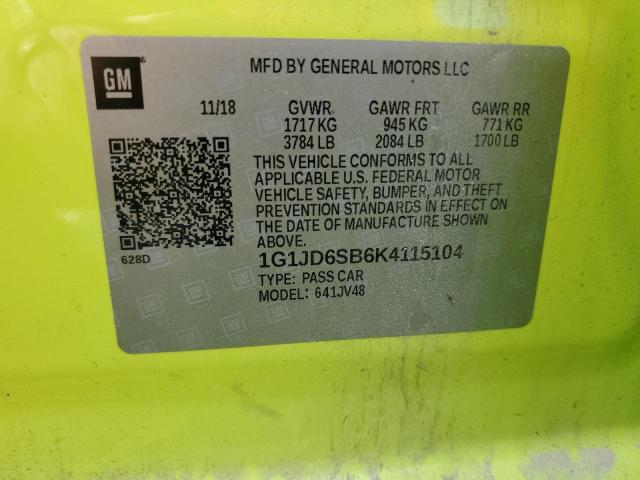 GM
MFD BY GENERAL MOTORS LLC
11/18 GVWR GAWR FRT GAWR RR
1717 KG 945 KG 771 KG
3784 LB 2084 LB 1700 LB
THIS VEHICLE CONFORMS TO ALL
APPLICABLE U.S. FEDERAL MOTOR
VEHICLE SAFETY, BUMPER, AND THEFT
PREVENTION STANDARDS IN EFFECT ON
THE DATE OF MANUFACTURE SHOWN
ABOVE.
628D
1G1JD6SB6K4115104
TYPE: PASS CAR
MODEL: 641JV48